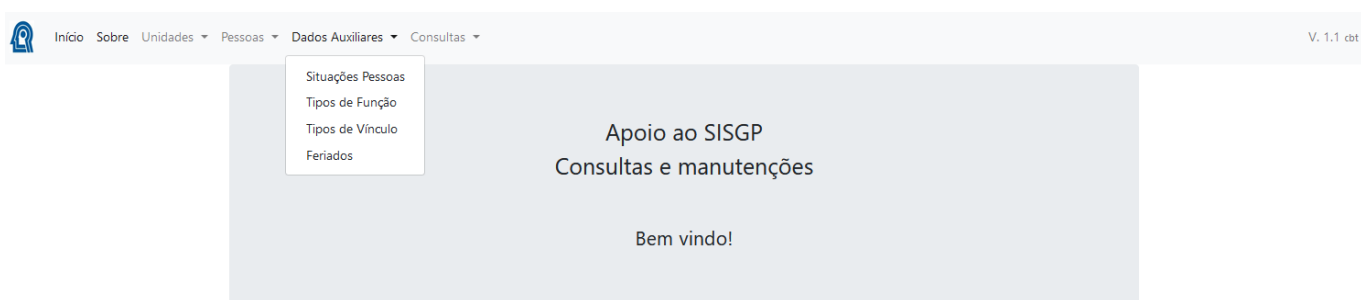 Início Sobre Unidades Pessoas Dados Auxiliares Consultas V. 1.1 cbt
Situações Pessoas
Tipos de Função
Tipos de Vínculo
Feriados
Apoio ao SISGP
Consultas e manutenções
Bem vindo!